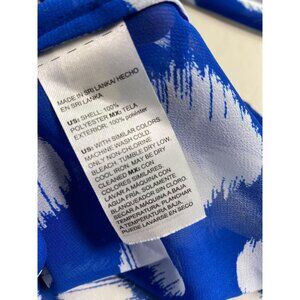 MADE IN SRI LANKA/ HECHO
EN SRI LANKA
US: SHELL: 100%
POLYESTER MX: TELA
EXTERIOR: 100% poliéster
US: WITH SIMILAR COLORS.
MACHINE WASH COLD.
ONLY NON-CHLORINE
BLEACH. TUMBLE DRY LOW.
COOL IRON. MAY BE DRY
CLEANED MX: CON
COLORES SIMILARES.
LAVAR A MAQUINA CON
AGUA FRIA. SOLAMENTE
BLANQUEADOR SIN CLORO.
SECAR A MAQUINA A BAJA
TEMPERATURA. PLANCHAR
A TEMPERATURA BAJA.
PUEDE LAVARSE EN SECO